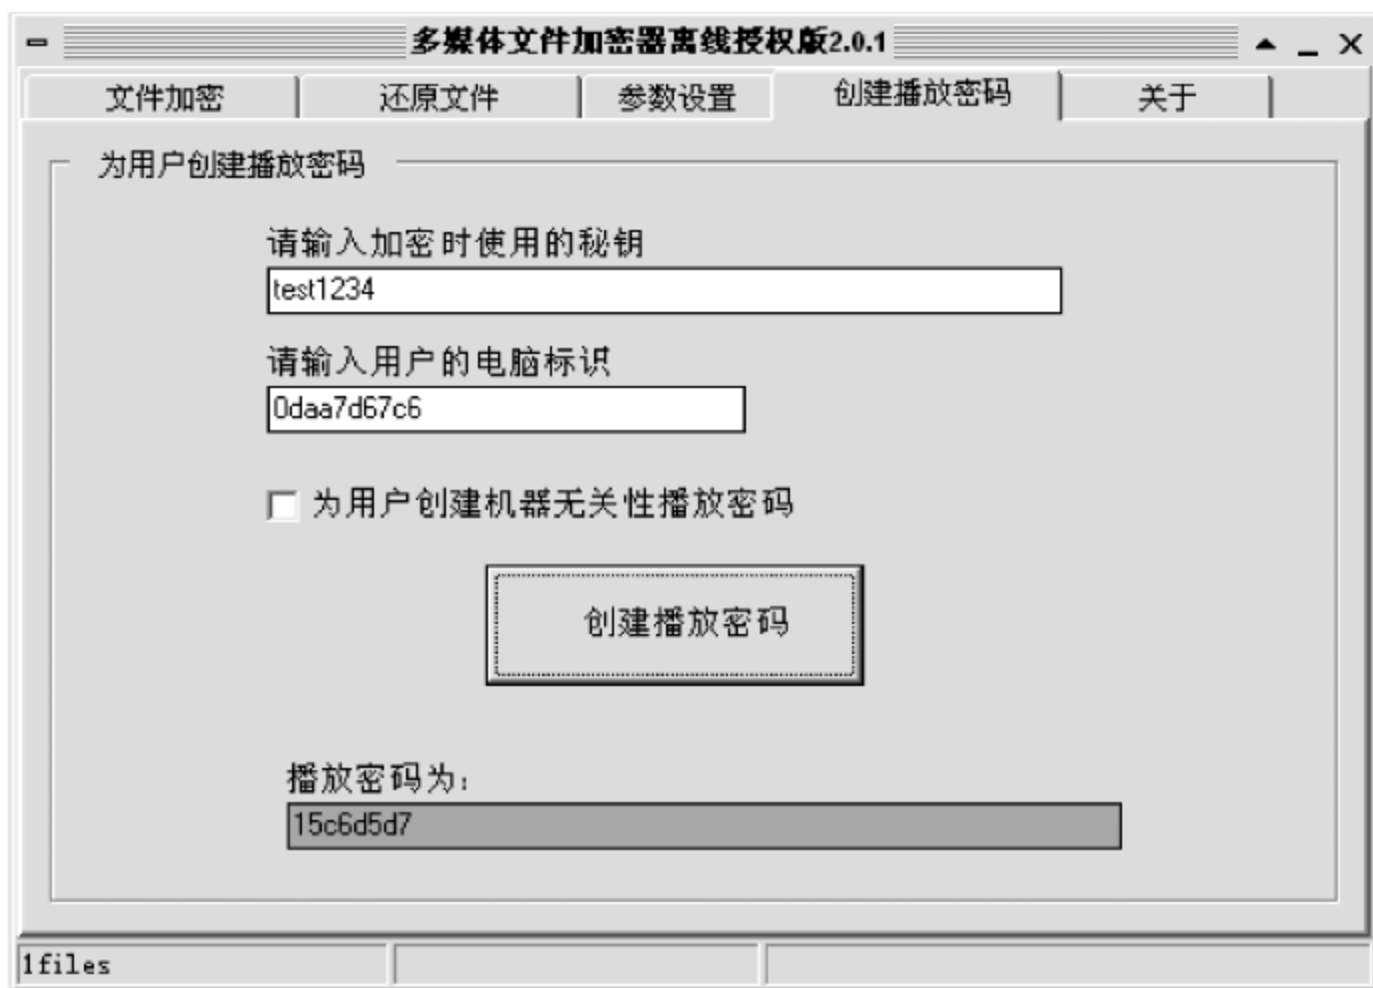 多媒体文件加密器离线授权版2.0.1
文件加密 还原文件 参数设置 创建播放密码 关于
为用户创建播放密码
请输入加密时使用的秘钥
test1234
请输入用户的电脑标识
0daa7d67c6
为用户创建机器无关性播放密码
创建播放密码
播放密码为:
15c6d5d7
1files